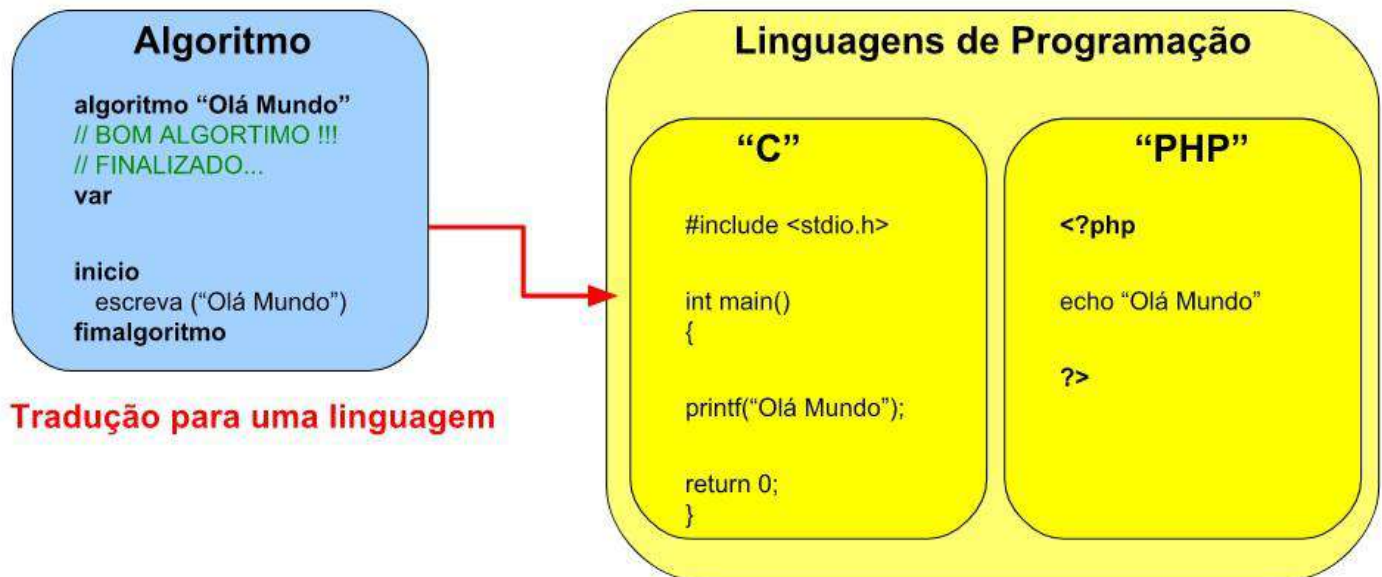 Algoritmo
algoritmo “Olá Mundo”
// BOM ALGORTIMO !!!
// FINALIZADO...
var
inicio
escreva (“Olá Mundo”)
fimalgoritmo
Tradução para uma linguagem
Linguagens de Programação
“C”
#include <stdio.h>
int main()
{
printf(“Olá Mundo”);
return 0;
}
“PHP”
<?php
echo “Olá Mundo”
?>